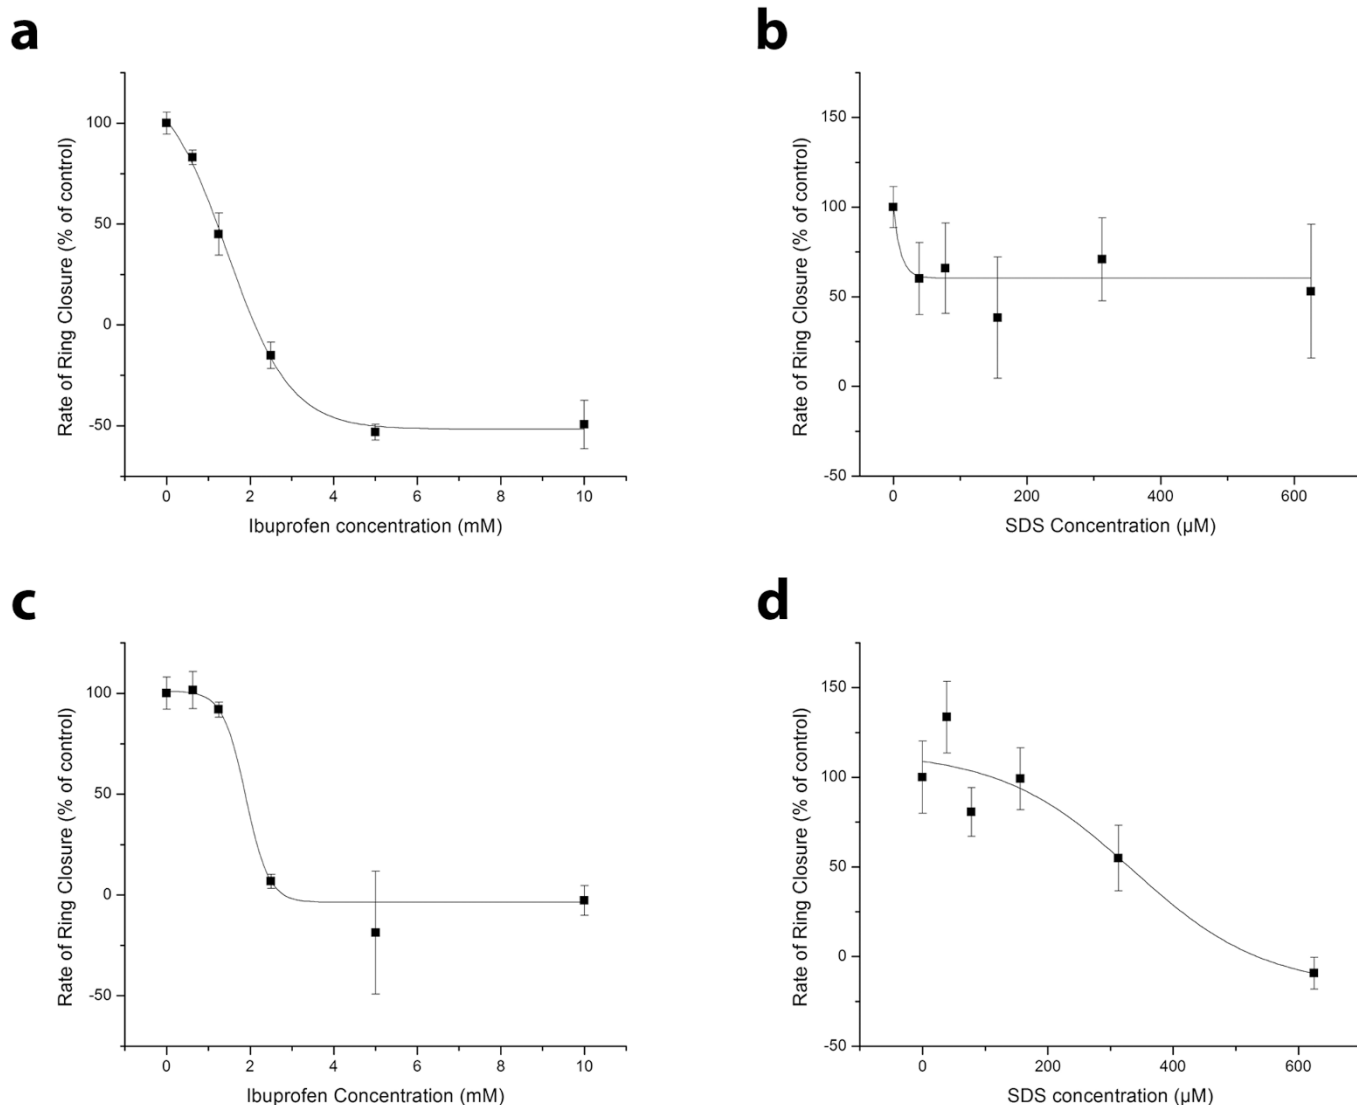 a
Rate of Ring Closure (% of control)
100
50
0
-50
0 2 4 6 8 10
Ibuprofen concentration (mM)
b
Rate of Ring Closure (% of control)
150
100
50
0
-50
0 200 400 600
SDS Concentration (µM)
c
Rate of Ring Closure (% of control)
100
50
0
-50
0 2 4 6 8 10
Ibuprofen Concentration (mM)
d
Rate of Ring Closure (% of control)
150
100
50
0
-50
0 200 400 600
SDS concentration (µM)